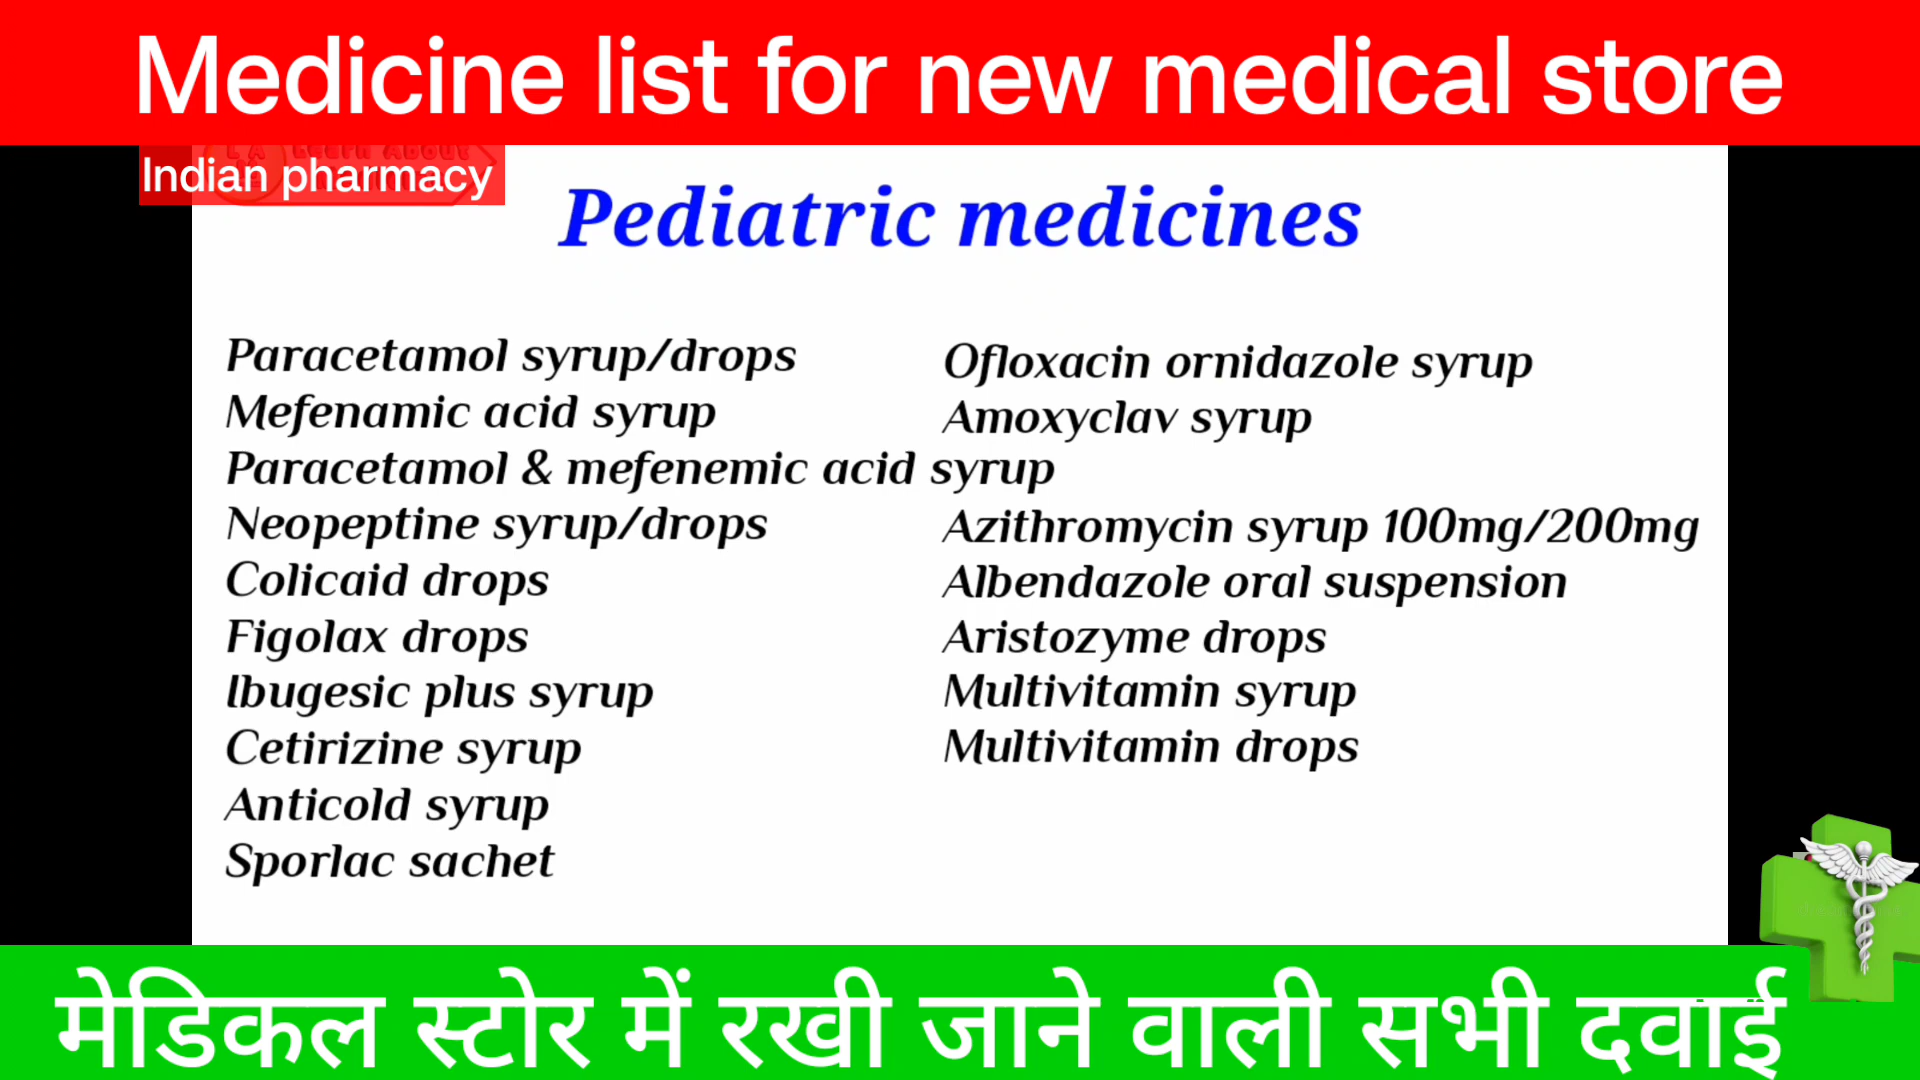 Medicine list for new medical store
Indian pharmacy
Pediatric medicines
Paracetamol syrup/drops
Mefenamic acid syrup
Paracetamol & mefenemic acid syrup
Neopeptine syrup/drops
Colicaid drops
Figolax drops
Ibugesic plus syrup
Cetirizine syrup
Anticold syrup
Sporlac sachet
Ofloxacin ornidazole syrup
Amoxyclav syrup
Azithromycin syrup 100mg/200mg
Albendazole oral suspension
Aristozyme drops
Multivitamin syrup
Multivitamin drops
मेडिकल स्टोर में रखी जाने वाली सभी दवाई